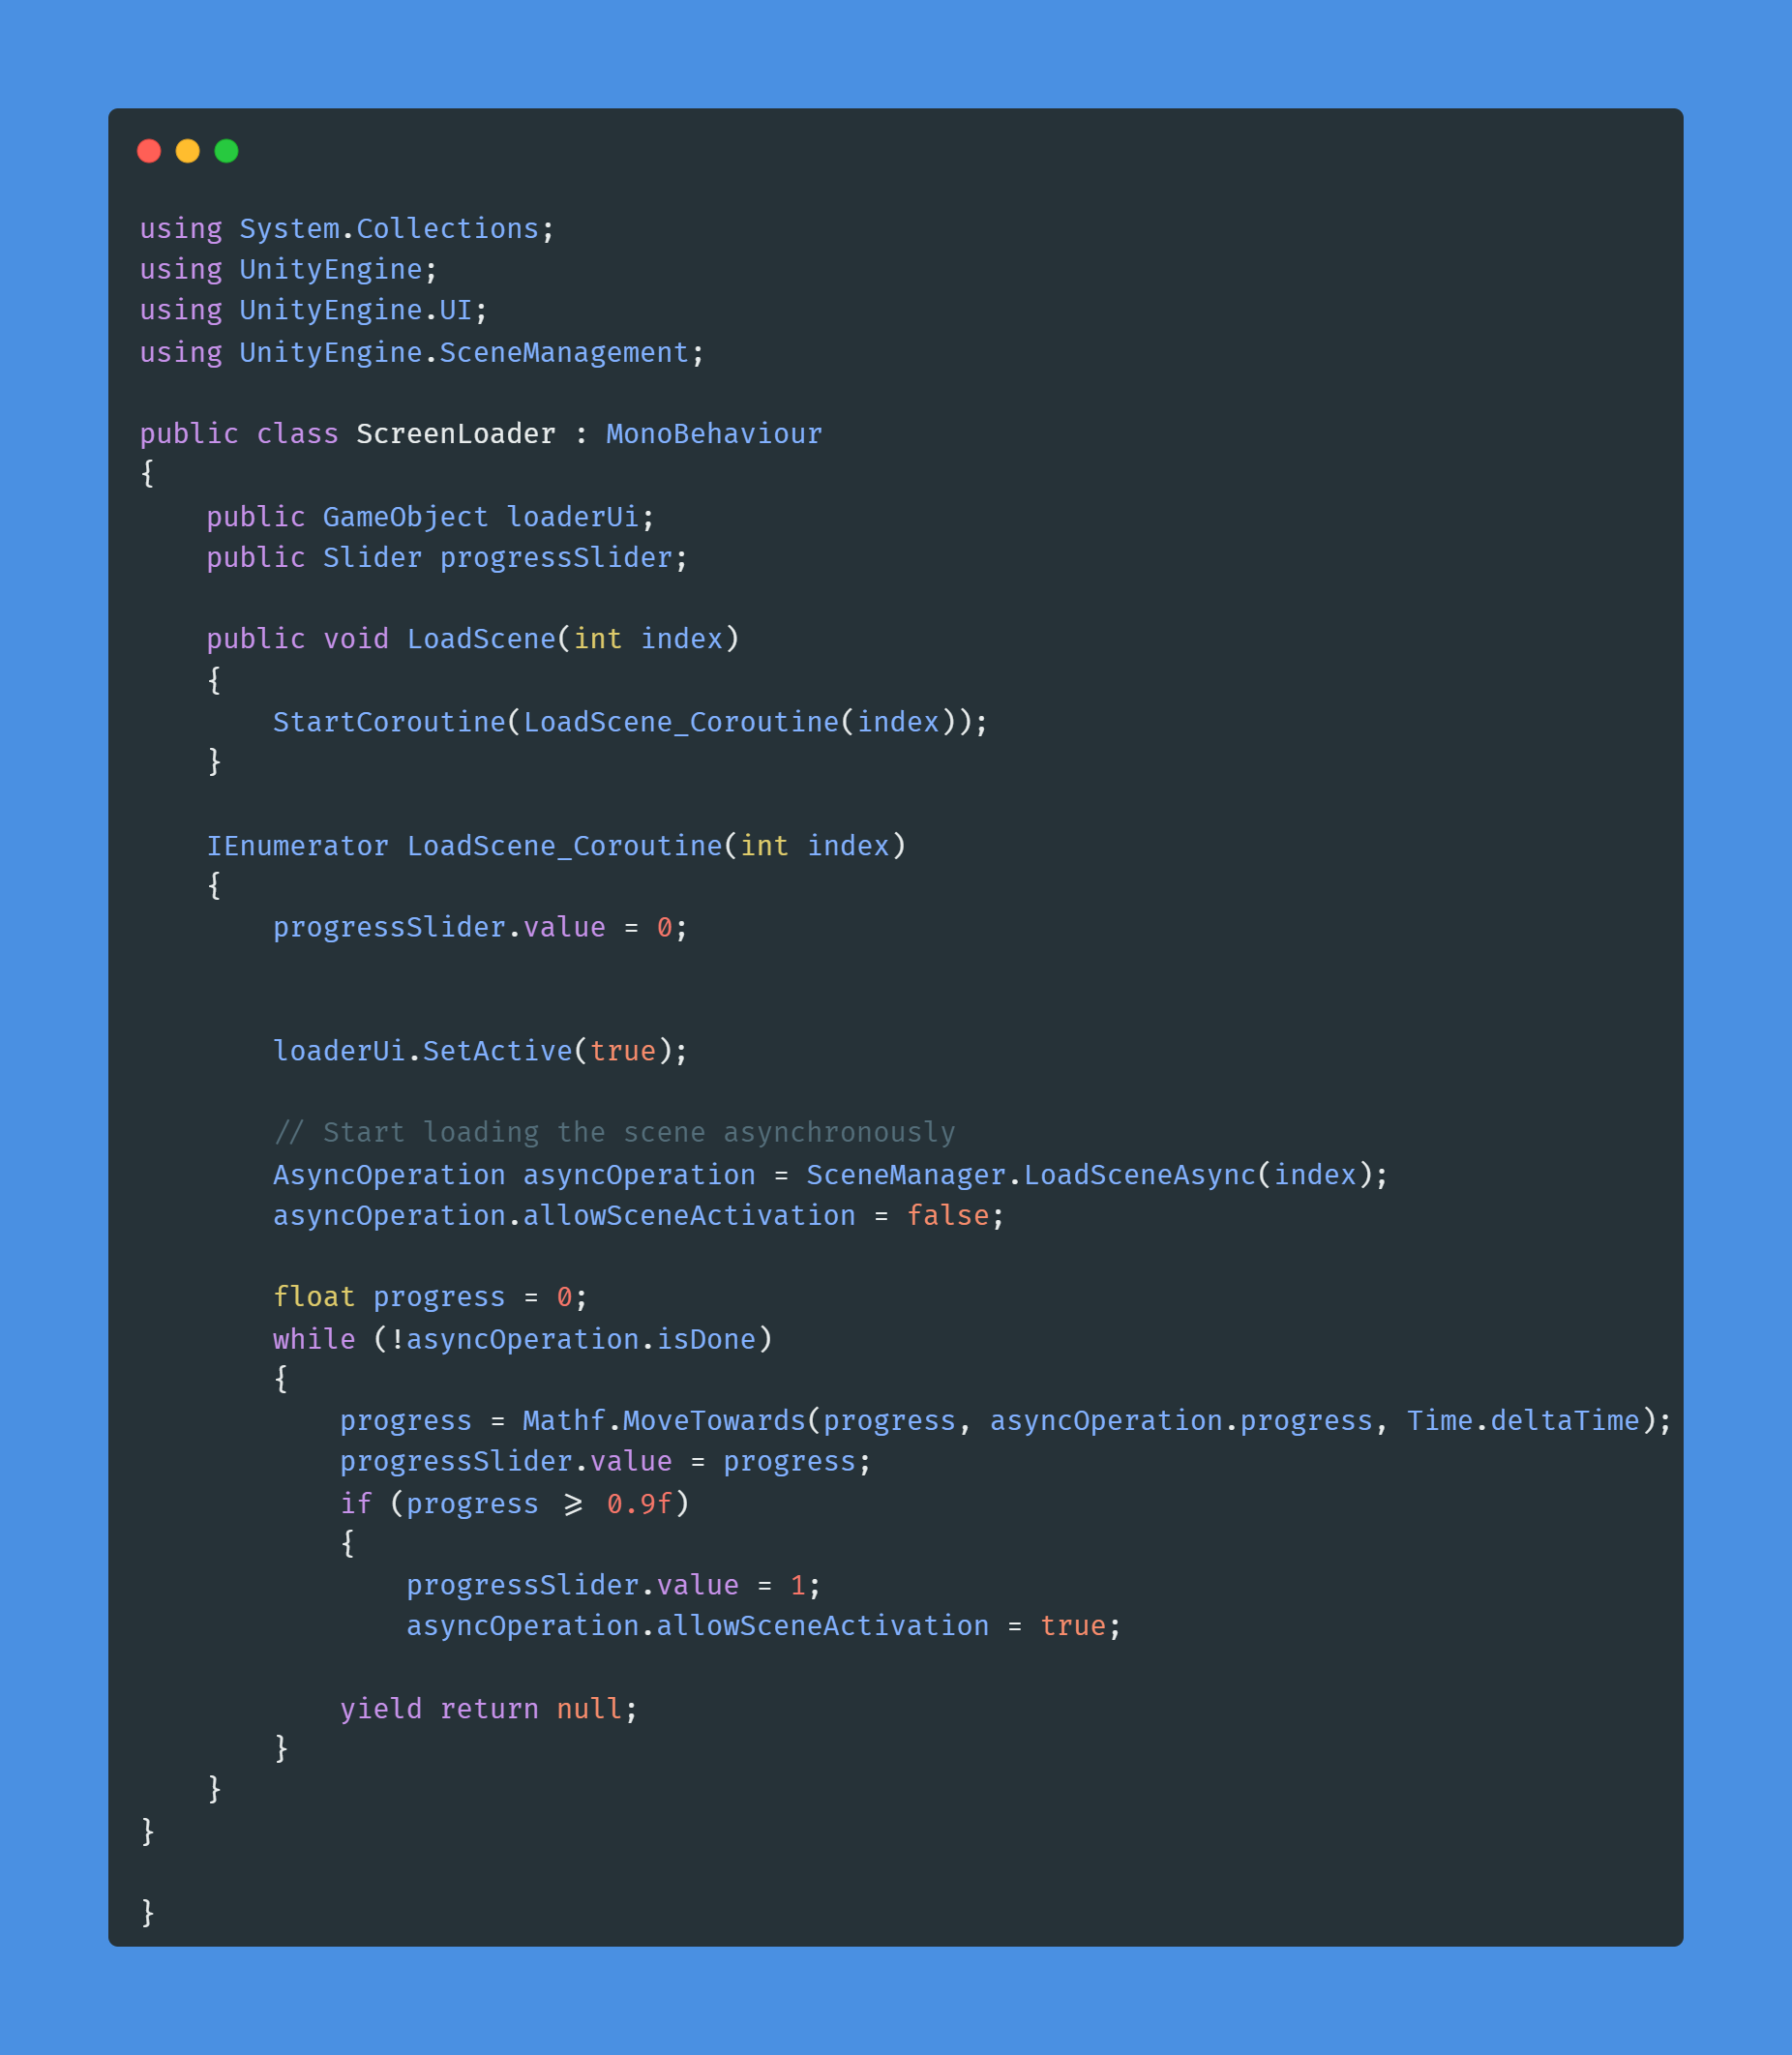 using System.Collections;
using UnityEngine;
using UnityEngine.UI;
using UnityEngine.SceneManagement;

public class ScreenLoader : MonoBehaviour
{
    public GameObject loaderUi;
    public Slider progressSlider;

    public void LoadScene(int index)
    {
        StartCoroutine(LoadScene_Coroutine(index));
    }

    IEnumerator LoadScene_Coroutine(int index)
    {
        progressSlider.value = 0;


        loaderUi.SetActive(true);

        // Start loading the scene asynchronously
        AsyncOperation asyncOperation = SceneManager.LoadSceneAsync(index);
        asyncOperation.allowSceneActivation = false;

        float progress = 0;
        while (!asyncOperation.isDone)
        {
            progress = Mathf.MoveTowards(progress, asyncOperation.progress, Time.deltaTime);
            progressSlider.value = progress;
            if (progress >= 0.9f)
            {
                progressSlider.value = 1;
                asyncOperation.allowSceneActivation = true;

            yield return null;
        }
    }
}

}